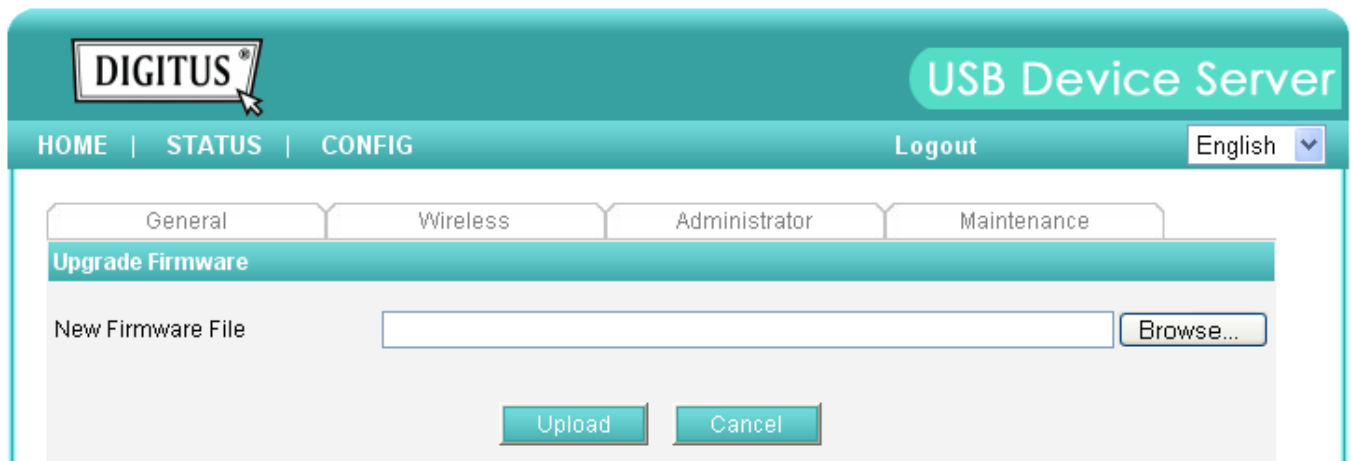 DIGITUS®
USB Device Server
HOME | STATUS | CONFIG Logout English
General Wireless Administrator Maintenance
Upgrade Firmware
New Firmware File Browse...
Upload Cancel